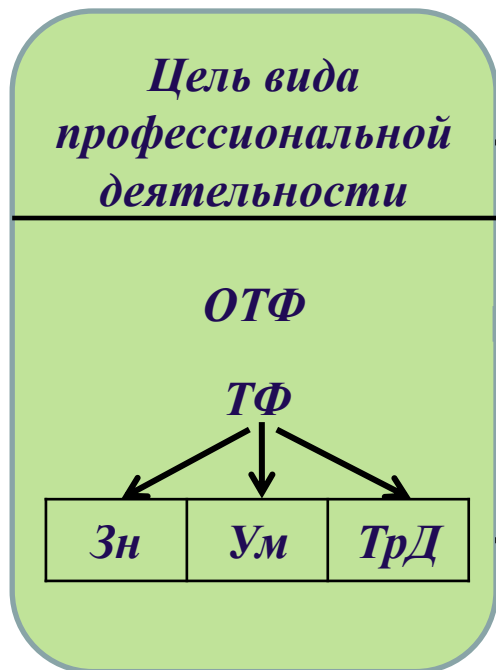 Цель вида
профессиональной
деятельности
ОТФ
ТФ
Зн Ум ТрД